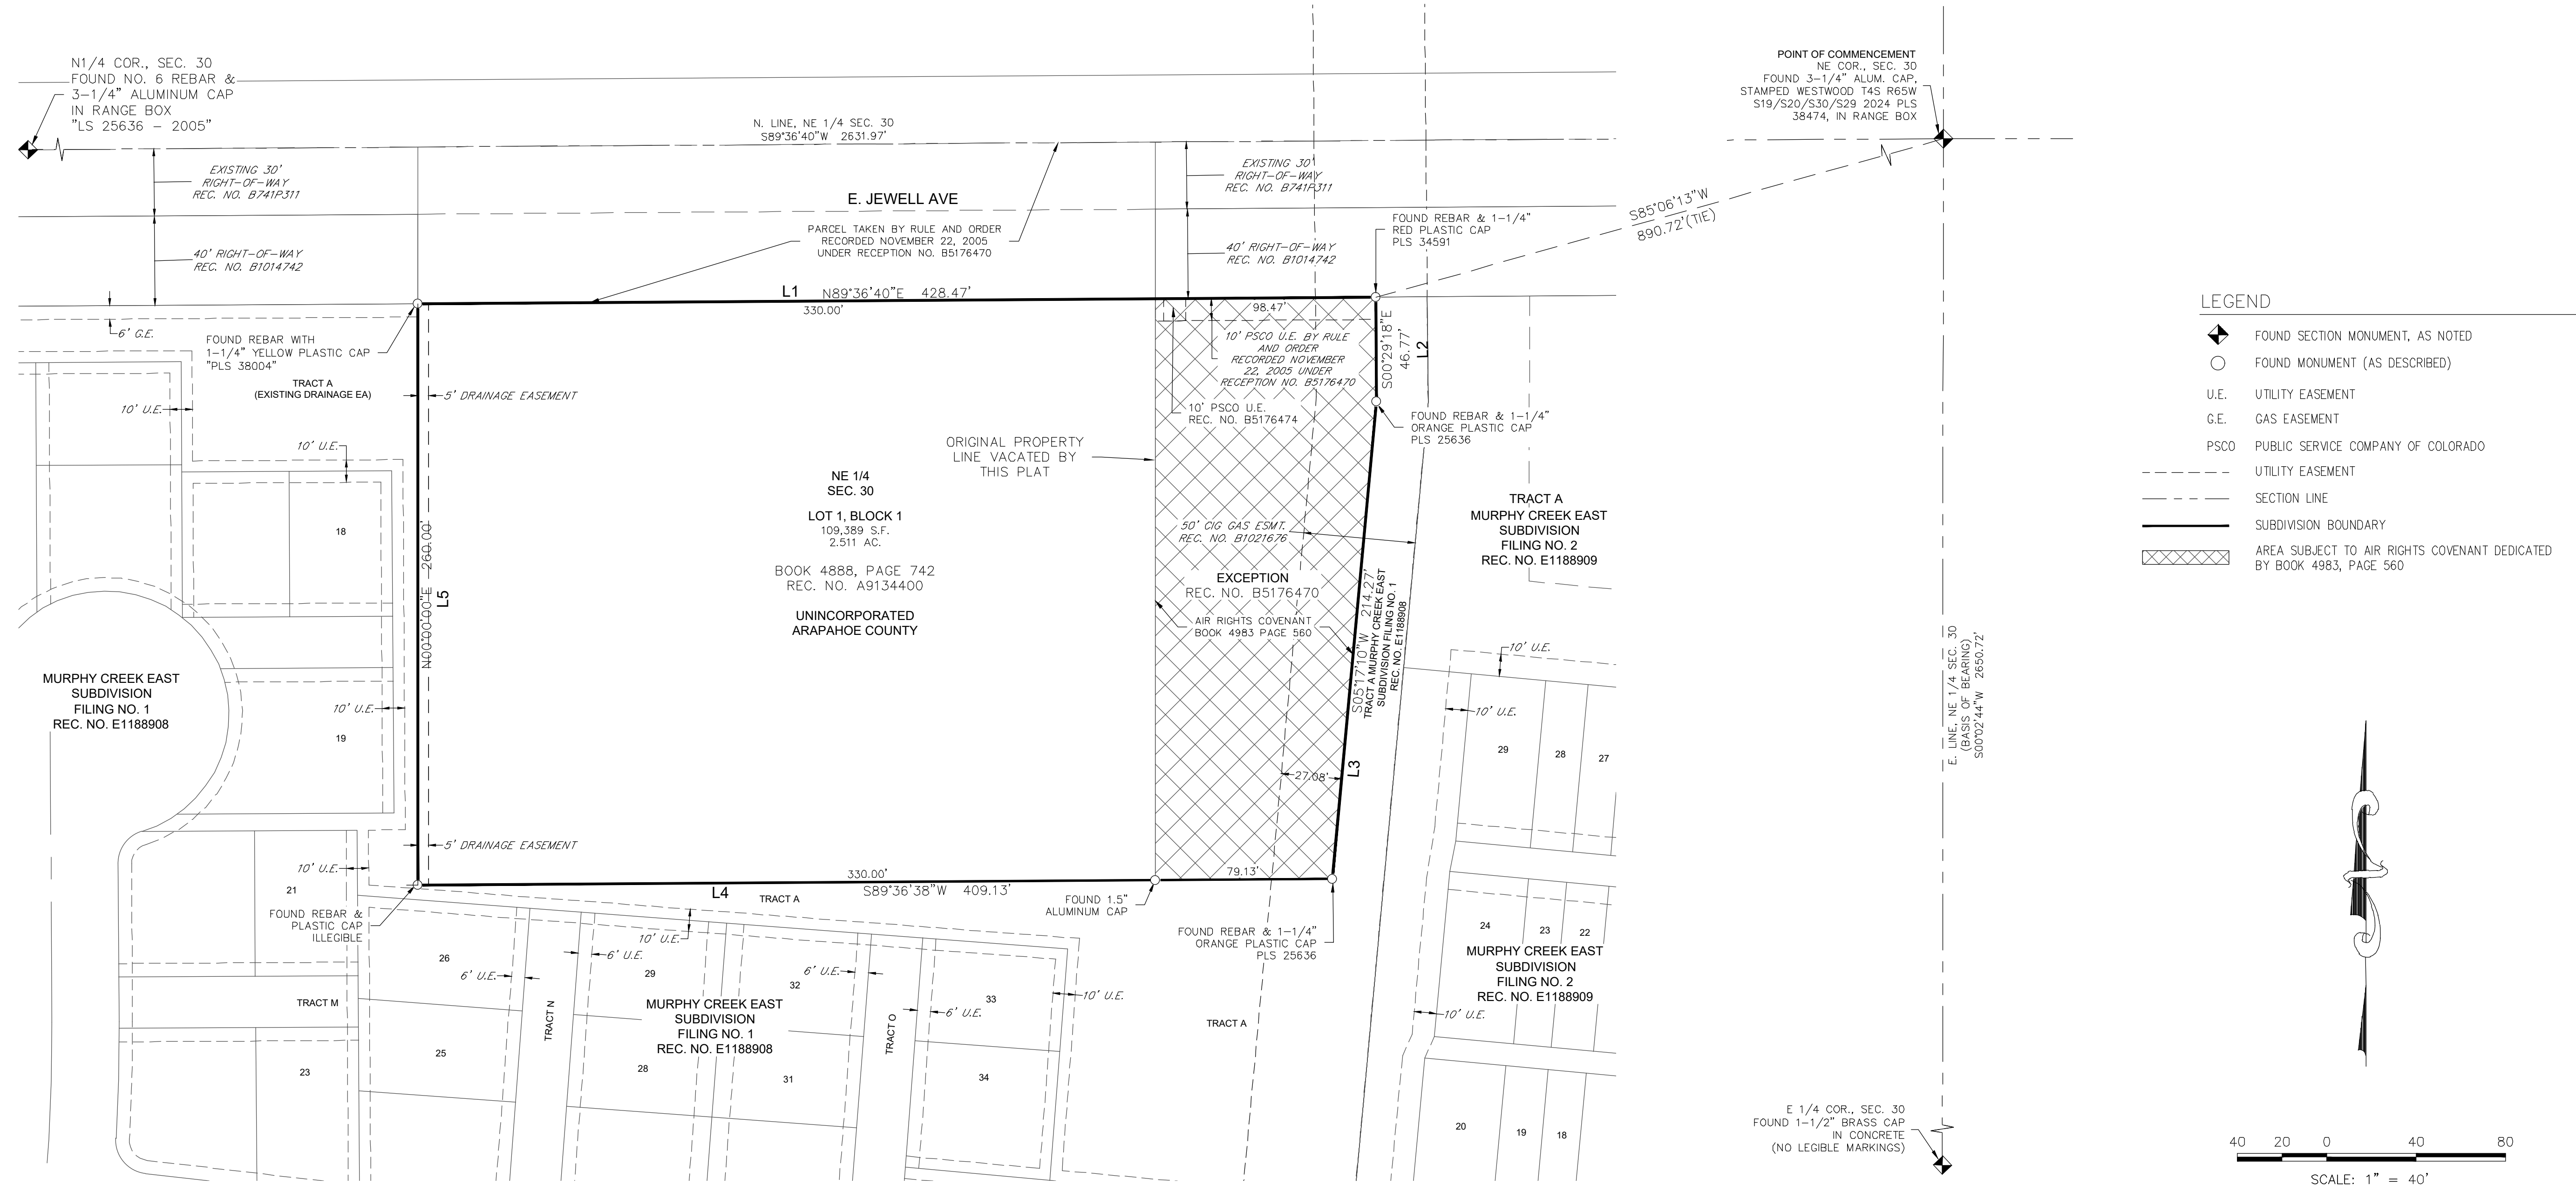 N1/4 COR., SEC. 30
FOUND NO. 6 REBAR &
3-1/4" ALUMINUM CAP
IN RANGE BOX
"LS 25636 - 2005"
POINT OF COMMENCEMENT
NE COR., SEC. 30
FOUND 3-1/4" ALUM. CAP,
STAMPED WESTWOOD T4S R65W
S19/S20/S30/S29 2024 PLS
38474, IN RANGE BOX
N. LINE, NE 1/4 SEC. 30
S89°36'40"W 2631.97'
EXISTING 30'
RIGHT-OF-WAY
REC. NO. B741P311
EXISTING 30'
RIGHT-OF-WAY
REC. NO. B741P311
E. JEWELL AVE
S85°06'13"W
890.72'(TIE)
PARCEL TAKEN BY RULE AND ORDER
RECORDED NOVEMBER 22, 2005
UNDER RECEPTION NO. B5176470
FOUND REBAR & 1-1/4"
RED PLASTIC CAP
PLS 34591
40' RIGHT-OF-WAY
REC. NO. B1014742
40' RIGHT-OF-WAY
REC. NO. B1014742
L1 N89°36'40"E 428.47'
330.00'
98.47'
6' G.E.
FOUND REBAR WITH
1-1/4" YELLOW PLASTIC CAP
"PLS 38004"
TRACT A
(EXISTING DRAINAGE EA)
10' U.E.
10' U.E.
5' DRAINAGE EASEMENT
10' PSCO U.E. BY RULE
AND ORDER
RECORDED NOVEMBER
22, 2005 UNDER
RECEPTION NO. B5176470
S00°29'18"E
46.77'
L2
10' PSCO U.E.
REC. NO. B5176474
FOUND REBAR & 1-1/4"
ORANGE PLASTIC CAP
PLS 25636
ORIGINAL PROPERTY
LINE VACATED BY
THIS PLAT
NE 1/4
SEC. 30
LOT 1, BLOCK 1
109,389 S.F.
2.511 AC.
BOOK 4888, PAGE 742
REC. NO. A9134400
UNINCORPORATED
ARAPAHOE COUNTY
50' CIG GAS ESMT.
REC. NO. B1021676
EXCEPTION
REC. NO. B5176470
AIR RIGHTS COVENANT
BOOK 4983 PAGE 560
S05°17'10"W 214.27'
TRACT A MURPHY CREEK EAST
SUBDIVISION FILING NO. 1
REC. NO. E1188908
L3
27.08'
TRACT A
MURPHY CREEK EAST
SUBDIVISION
FILING NO. 2
REC. NO. E1188909
18
N00°00'00"E 260.00'
L5
MURPHY CREEK EAST
SUBDIVISION
FILING NO. 1
REC. NO. E1188908
10' U.E.
19
10' U.E.
10' U.E.
29
28
27
5' DRAINAGE EASEMENT
10' U.E.
21
330.00'
L4
S89°36'38"W 409.13'
79.13'
TRACT A
FOUND 1.5"
ALUMINUM CAP
FOUND REBAR &
PLASTIC CAP
ILLEGIBLE
FOUND REBAR & 1-1/4"
ORANGE PLASTIC CAP
PLS 25636
10' U.E.
26
6' U.E.
6' U.E.
29
6' U.E.
32
33
10' U.E.
24
23
22
MURPHY CREEK EAST
SUBDIVISION
FILING NO. 2
REC. NO. E1188909
10' U.E.
TRACT M
TRACT N
MURPHY CREEK EAST
SUBDIVISION
FILING NO. 1
REC. NO. E1188908
TRACT O
6' U.E.
TRACT A
23
25
28
31
34
20
19
18
E. LINE, NE 1/4 SEC. 30
(BASIS OF BEARING)
S00°02'44"W 2650.72'
E 1/4 COR., SEC. 30
FOUND 1-1/2" BRASS CAP
IN CONCRETE
(NO LEGIBLE MARKINGS)
LEGEND
FOUND SECTION MONUMENT, AS NOTED
FOUND MONUMENT (AS DESCRIBED)
U.E. UTILITY EASEMENT
G.E. GAS EASEMENT
PSCO PUBLIC SERVICE COMPANY OF COLORADO
UTILITY EASEMENT
SECTION LINE
SUBDIVISION BOUNDARY
AREA SUBJECT TO AIR RIGHTS COVENANT DEDICATED
BY BOOK 4983, PAGE 560
40 20 0 40 80
SCALE: 1" = 40'